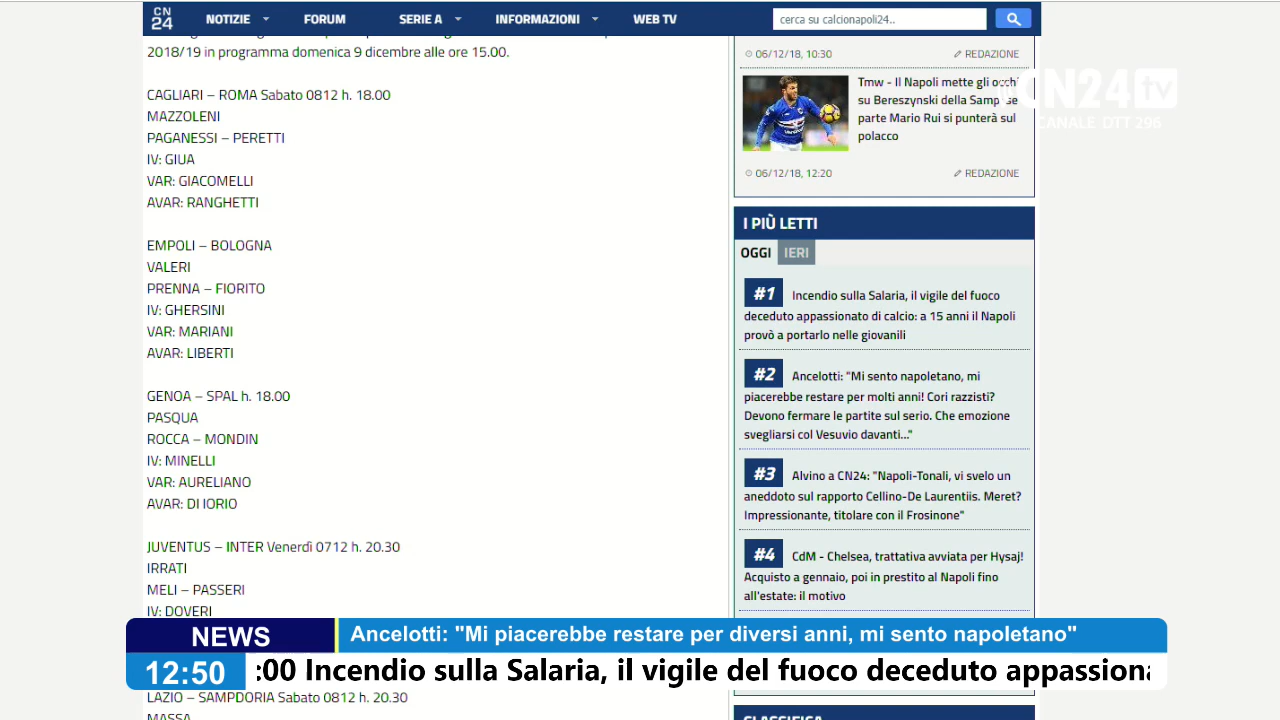 CN
24
NOTIZIE
FORUM
SERIE A
INFORMAZIONI
WEB TV
cerca su calcionapoli24..
2018/19 in programma domenica 9 dicembre alle ore 15.00.
CAGLIARI – ROMA Sabato 0812 h. 18.00
MAZZOLENI
PAGANESSI – PERETTI
IV: GIUA
VAR: GIACOMELLI
AVAR: RANGHETTI
EMPOLI – BOLOGNA
VALERI
PRENNA – FIORITO
IV: GHERSINI
VAR: MARIANI
AVAR: LIBERTI
GENOA – SPAL h. 18.00
PASQUA
ROCCA – MONDIN
IV: MINELLI
VAR: AURELIANO
AVAR: DI IORIO
JUVENTUS – INTER Venerdì 0712 h. 20.30
IRRATI
MELI – PASSERI
IV: DOVERI
LAZIO – SAMPDORIA Sabato 0812 h. 20.30
MASSA
06/12/18, 10:30
REDAZIONE
Tmw - Il Napoli mette gli occhi
su Bereszynski della Samp se
parte Mario Rui si punterà sul
polacco
06/12/18, 12:20
REDAZIONE
CN24 tv
CANALE DTT 296
I PIÙ LETTI
OGGI IERI
#1 Incendio sulla Salaria, il vigile del fuoco
deceduto appassionato di calcio: a 15 anni il Napoli
provò a portarlo nelle giovanili
#2 Ancelotti: "Mi sento napoletano, mi
piacerebbe restare per molti anni! Cori razzisti?
Devono fermare le partite sul serio. Che emozione
svegliarsi col Vesuvio davanti..."
#3 Alvino a CN24: "Napoli-Tonali, vi svelo un
aneddoto sul rapporto Cellino-De Laurentiis. Meret?
Impressionante, titolare con il Frosinone"
#4 CdM - Chelsea, trattativa avviata per Hysaj!
Acquisto a gennaio, poi in prestito al Napoli fino
all'estate: il motivo
CLASSIFICA
NEWS
Ancelotti: "Mi piacerebbe restare per diversi anni, mi sento napoletano"
12:50
:00 Incendio sulla Salaria, il vigile del fuoco deceduto appassiona